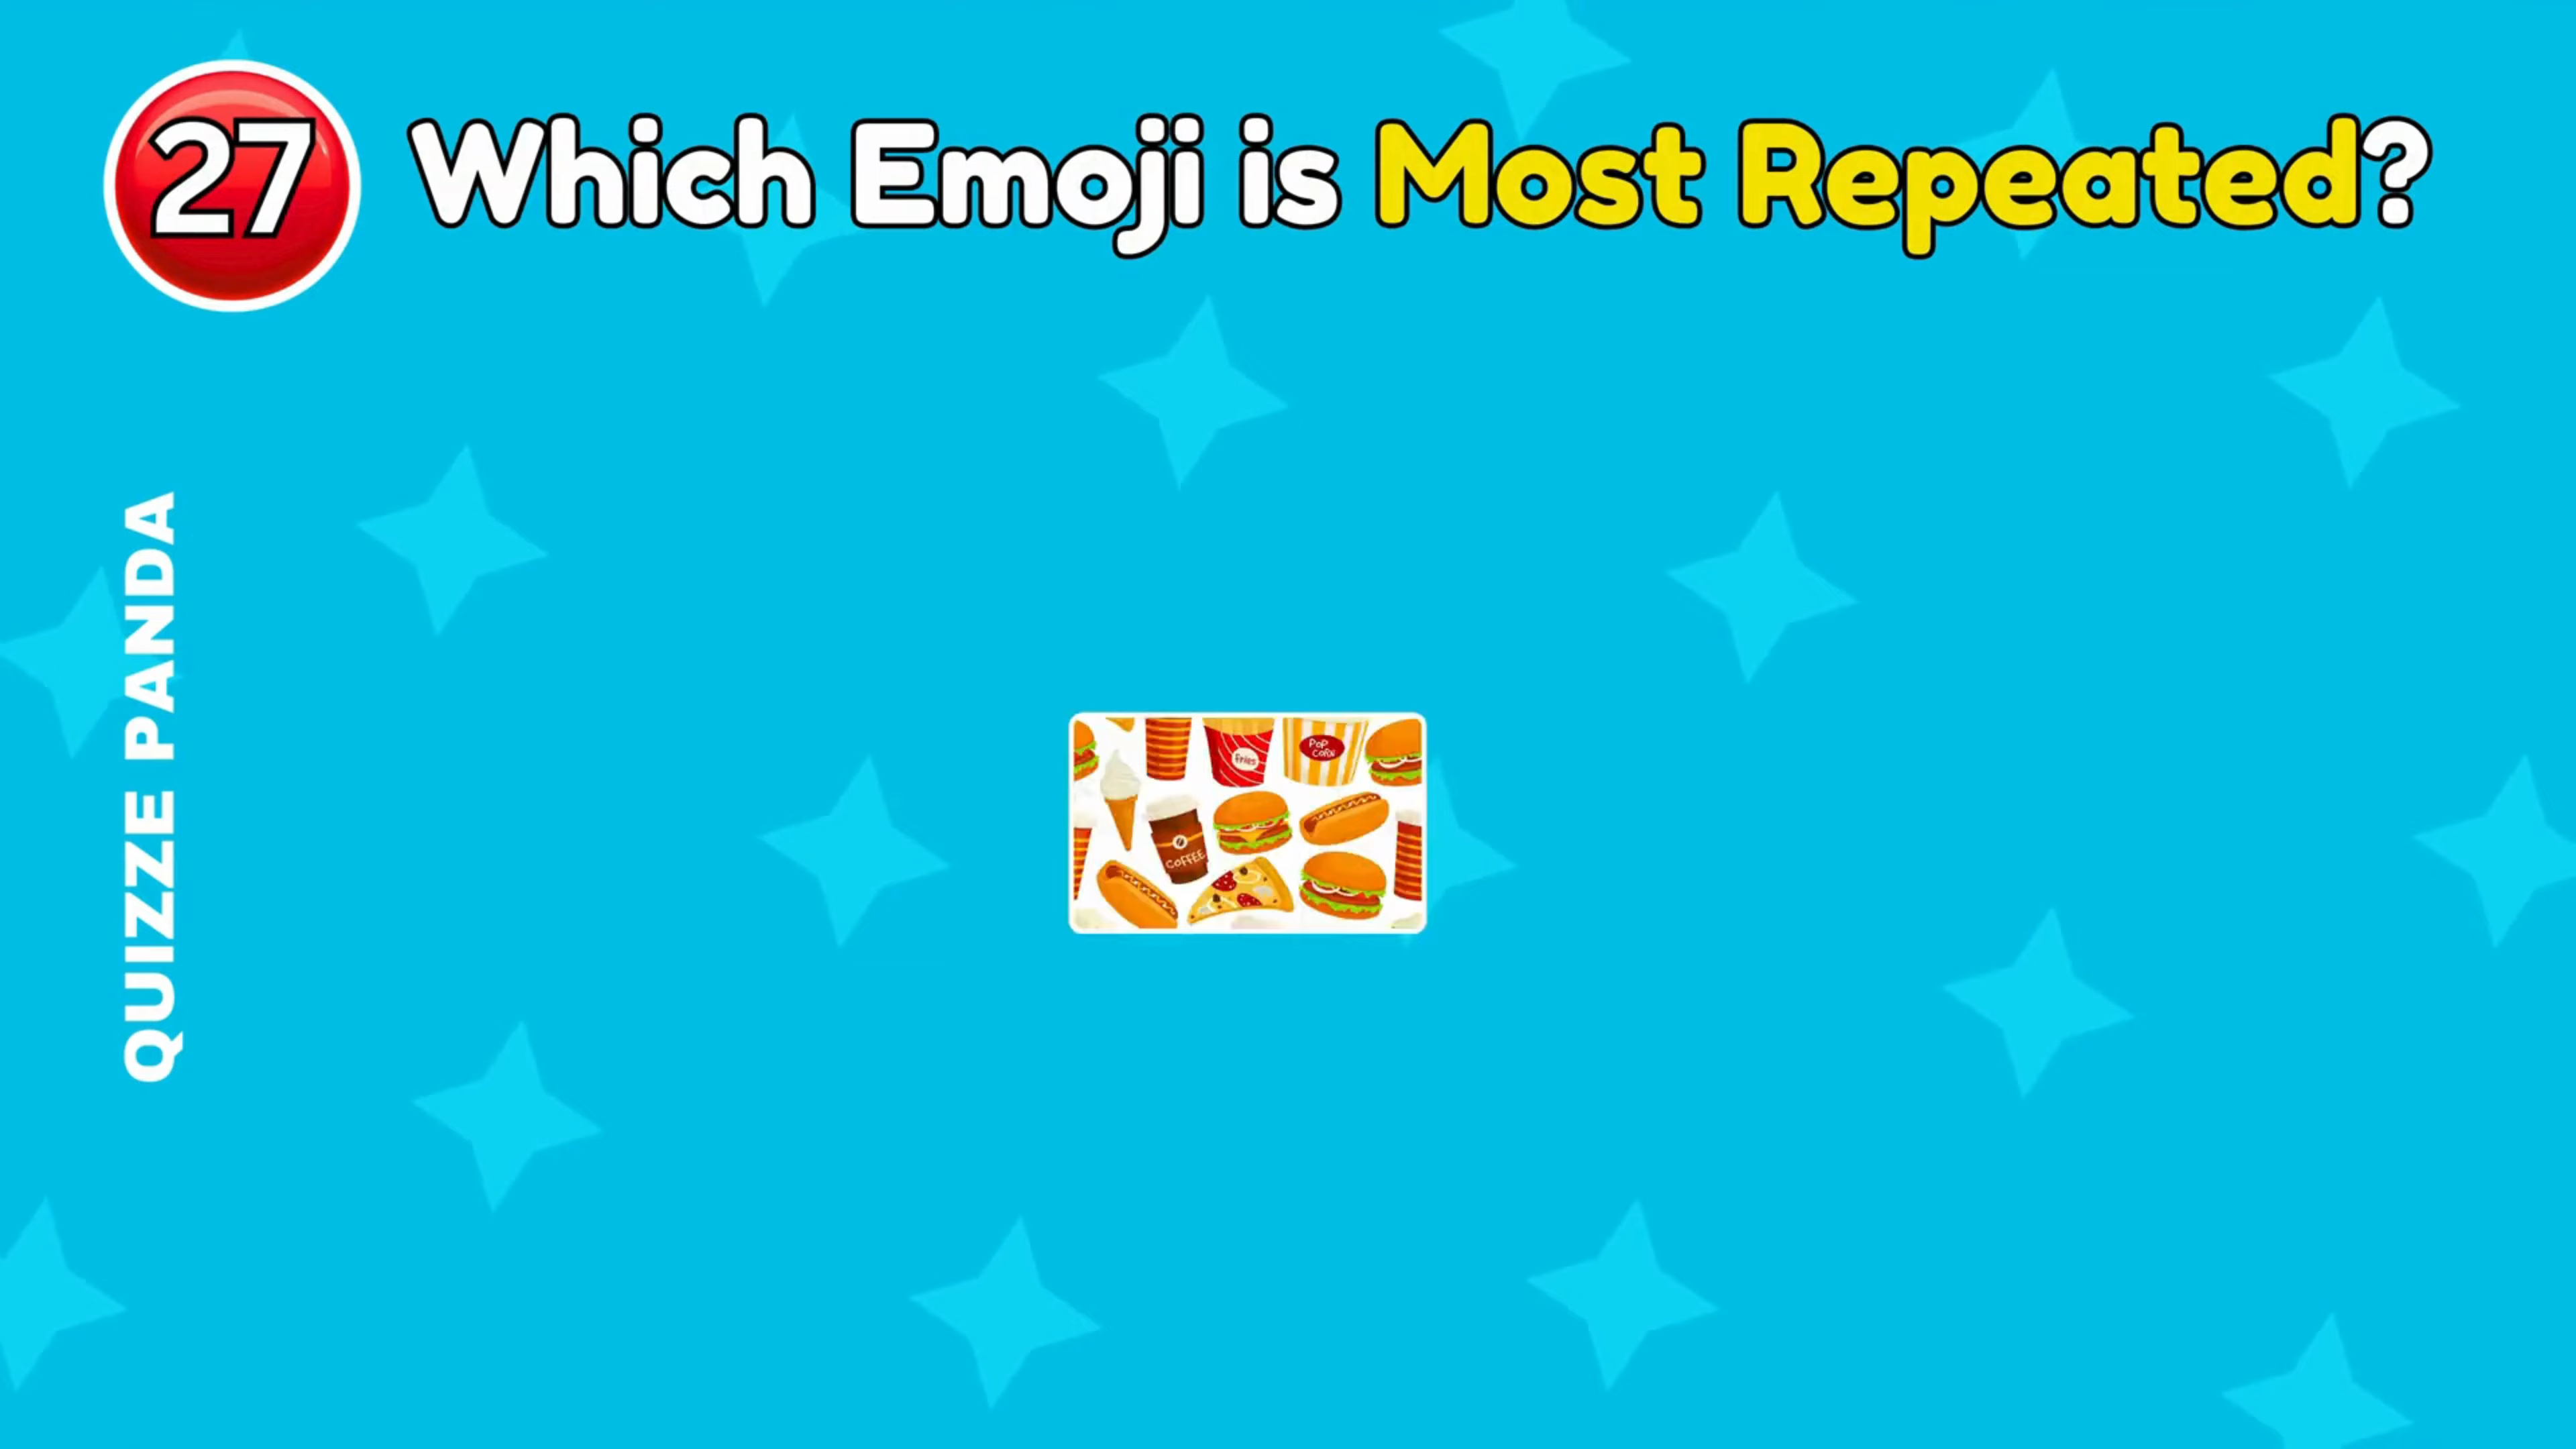 27
Which Emoji is Most Repeated?
QUIZZE PANDA
Fries
POP
CORN
COFFEE